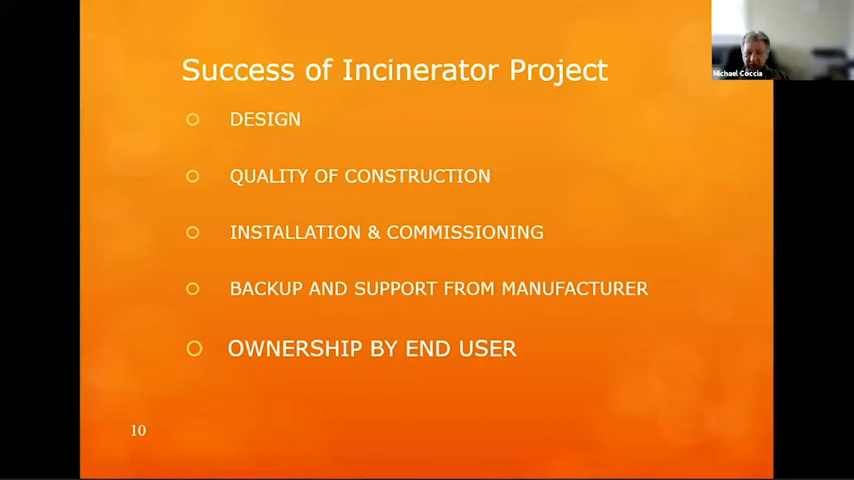 Success of Incinerator Project
Michael Coccia
DESIGN
QUALITY OF CONSTRUCTION
INSTALLATION & COMMISSIONING
BACKUP AND SUPPORT FROM MANUFACTURER
OWNERSHIP BY END USER
10